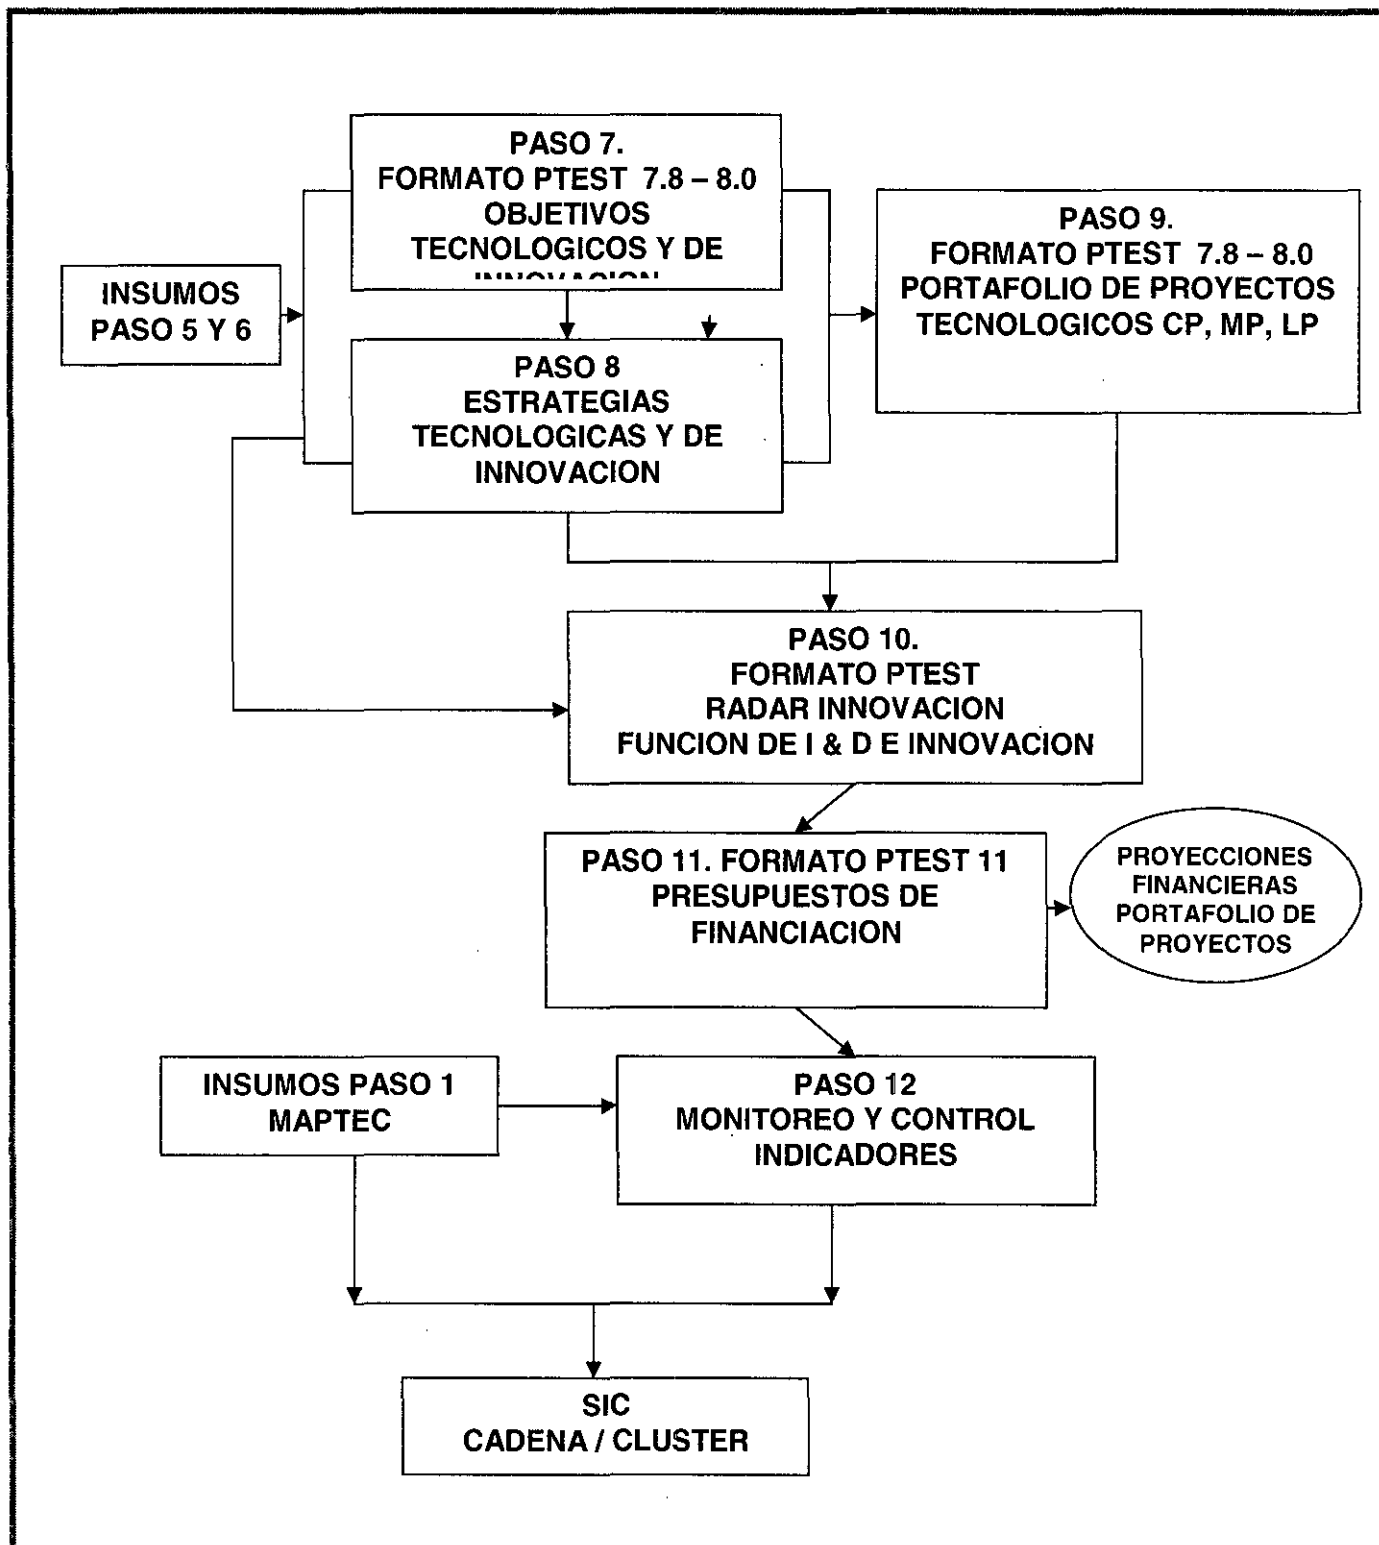 PASO 7.
FORMATO PTEST 7.8 – 8.0
OBJETIVOS
TECNOLOGICOS Y DE
INNOVACION
INSUMOS
PASO 5 Y 6
PASO 8
ESTRATEGIAS
TECNOLOGICAS Y DE
INNOVACION
PASO 9.
FORMATO PTEST 7.8 – 8.0
PORTAFOLIO DE PROYECTOS
TECNOLOGICOS CP, MP, LP
PASO 10.
FORMATO PTEST
RADAR INNOVACION
FUNCION DE I & D E INNOVACION
PASO 11. FORMATO PTEST 11
PRESUPUESTOS DE
FINANCIACION
PROYECCIONES
FINANCIERAS
PORTAFOLIO DE
PROYECTOS
INSUMOS PASO 1
MAPTEC
PASO 12
MONITOREO Y CONTROL
INDICADORES
SIC
CADENA / CLUSTER